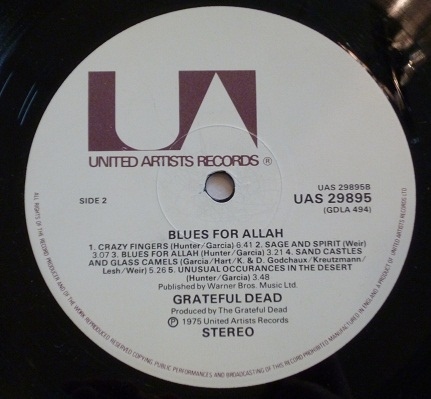 UA
UNITED ARTISTS RECORDS ®
UAS 29895B
SIDE 2
UAS 29895
(GDLA 494)
BLUES FOR ALLAH
1. CRAZY FINGERS (Hunter/Garcia) 6.41 2. SAGE AND SPIRIT (Weir)
3.07 3. BLUES FOR ALLAH (Hunter/Garcia) 3.21 4. SAND CASTLES
AND GLASS CAMELS (Garcia/Hart/K. & D. Godchaux/Kreutzmann/
Lesh/Weir) 5.26 5. UNUSUAL OCCURANCES IN THE DESERT
(Hunter/Garcia) 3.48
Published by Warner Bros. Music Ltd.
GRATEFUL DEAD
Produced by The Grateful Dead
℗ 1975 United Artists Records
STEREO
ALL RIGHTS OF THE RECORD PRODUCER AND OF THE WORK REPRODUCED RESERVED COPYING, PUBLIC PERFORMANCES AND BROADCASTING OF THIS RECORD PROHIBITED MANUFACTURED IN ENGLAND A PRODUCT OF UNITED ARTISTS RECORDS LTD.